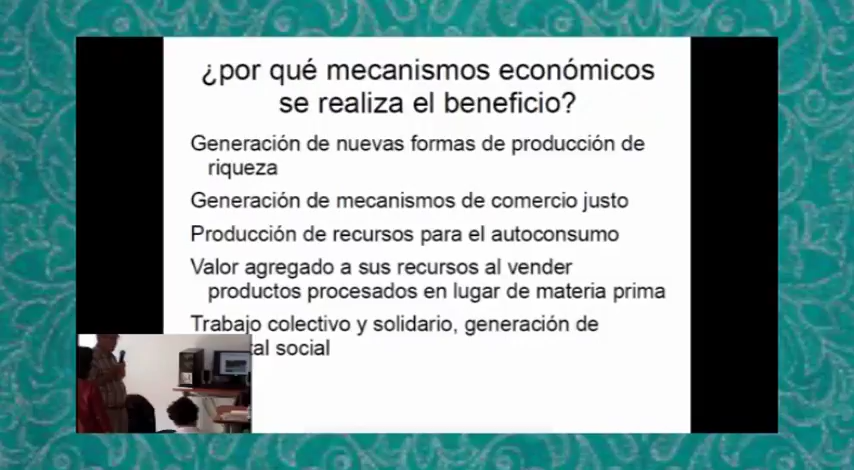 ¿por qué mecanismos económicos
se realiza el beneficio?
Generación de nuevas formas de producción de
riqueza
Generación de mecanismos de comercio justo
Producción de recursos para el autoconsumo
Valor agregado a sus recursos al vender
productos procesados en lugar de materia prima
Trabajo colectivo y solidario, generación de
social